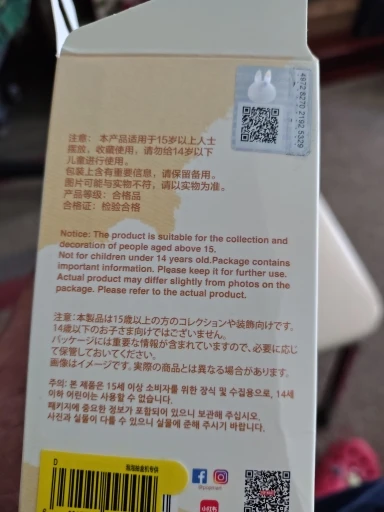 4972 8270 2192 5329
注意：本产品适用于15岁以上人士
摆放、收藏使用，请勿给14岁以下
儿童进行使用。
包装上含有重要信息，请保留备用。
图片可能与实物不符，请以实物为准。
产品等级：合格品
合格证：检验合格
Notice: The product is suitable for the collection and
decoration of people aged above 15.
Not for children under 14 years old.Package contains
important information. Please keep it for further use.
Actual product may differ slightly from photos on the
package. Please refer to the actual product.
注意：本製品は15歳以上の方のコレクションや装飾向けです。
14歳以下のお子さま向けではございません。
パッケージには重要な情報が含まれていますので、必要に応じ
て保管しておいてください。
画像はイメージです。実際の商品とは異なる場合があります。
주의: 본 제품은 15세 이상 소비자를 위한 장식 및 수집용으로, 14세
이하 어린이는 사용할 수 없습니다.
패키지에 중요한 정보가 포함되어 있으니 보관해 주십시오.
사진과 실물이 다를 수 있으니 실물에 준해 주시기 바랍니다.
D